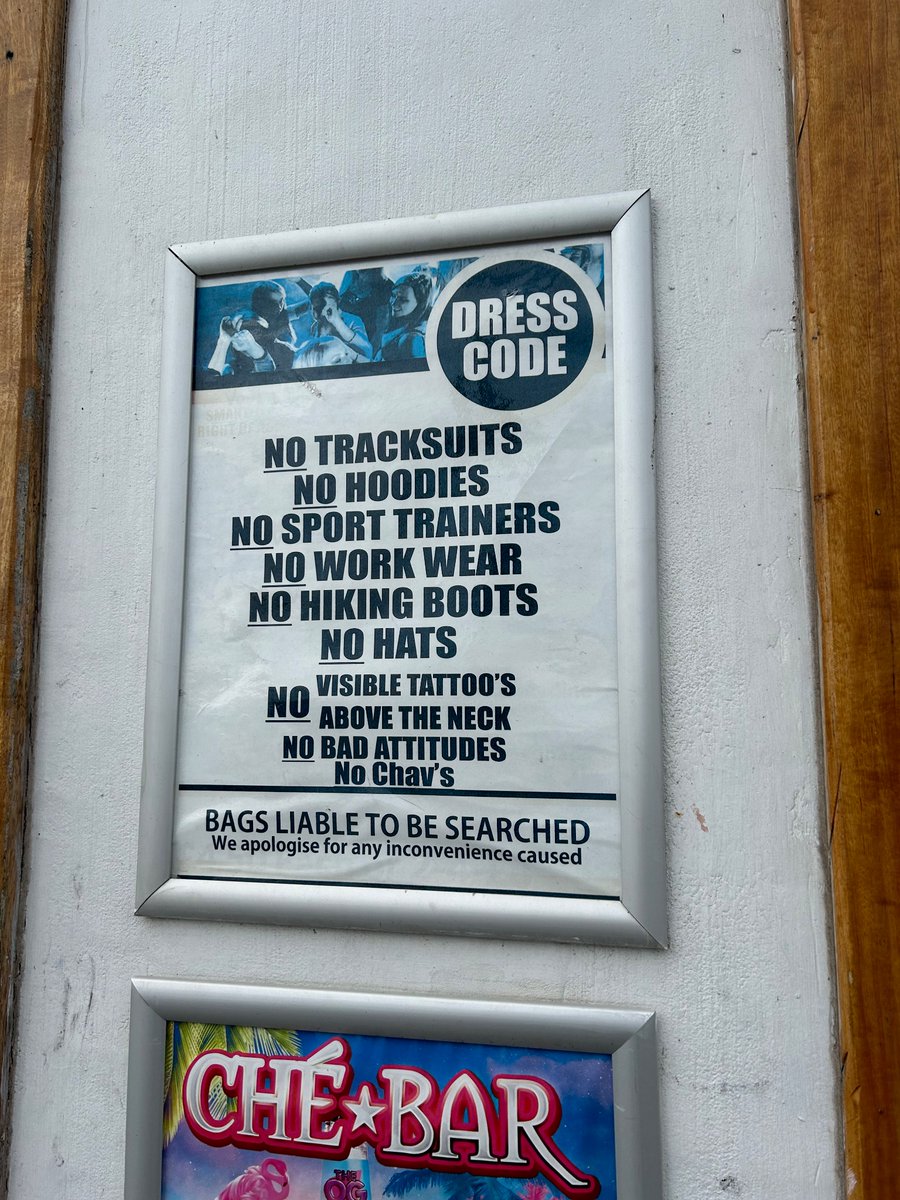 DRESS
CODE
NO TRACKSUITS
NO HOODIES
NO SPORT TRAINERS
NO WORK WEAR
NO HIKING BOOTS
NO HATS
NO VISIBLE TATTOO'S
ABOVE THE NECK
NO BAD ATTITUDES
No Chav's
BAGS LIABLE TO BE SEARCHED
We apologise for any inconvenience caused
CHÉ★BAR
THE
OG